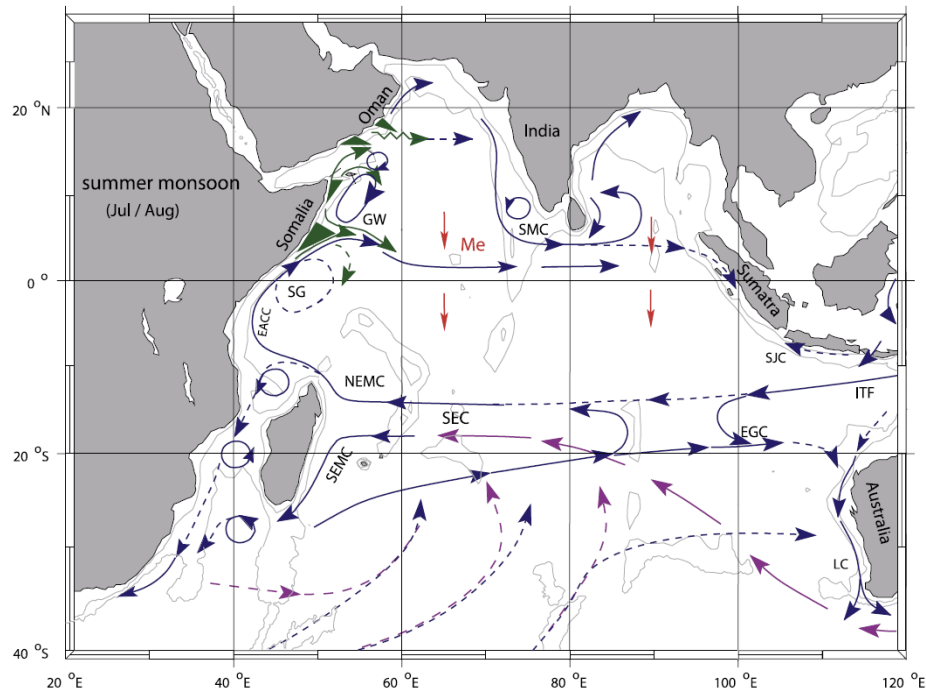 20 °N
0 °
20 °S
40 °S
20 °E
40 °E
60 °E
80 °E
100 °E
120 °E
summer monsoon
(Jul / Aug)
Somalia
Oman
India
GW
Me
SMC
Sumatra
SG
EACC
SJC
NEMC
ITF
SEC
EGC
SEMC
Australia
LC